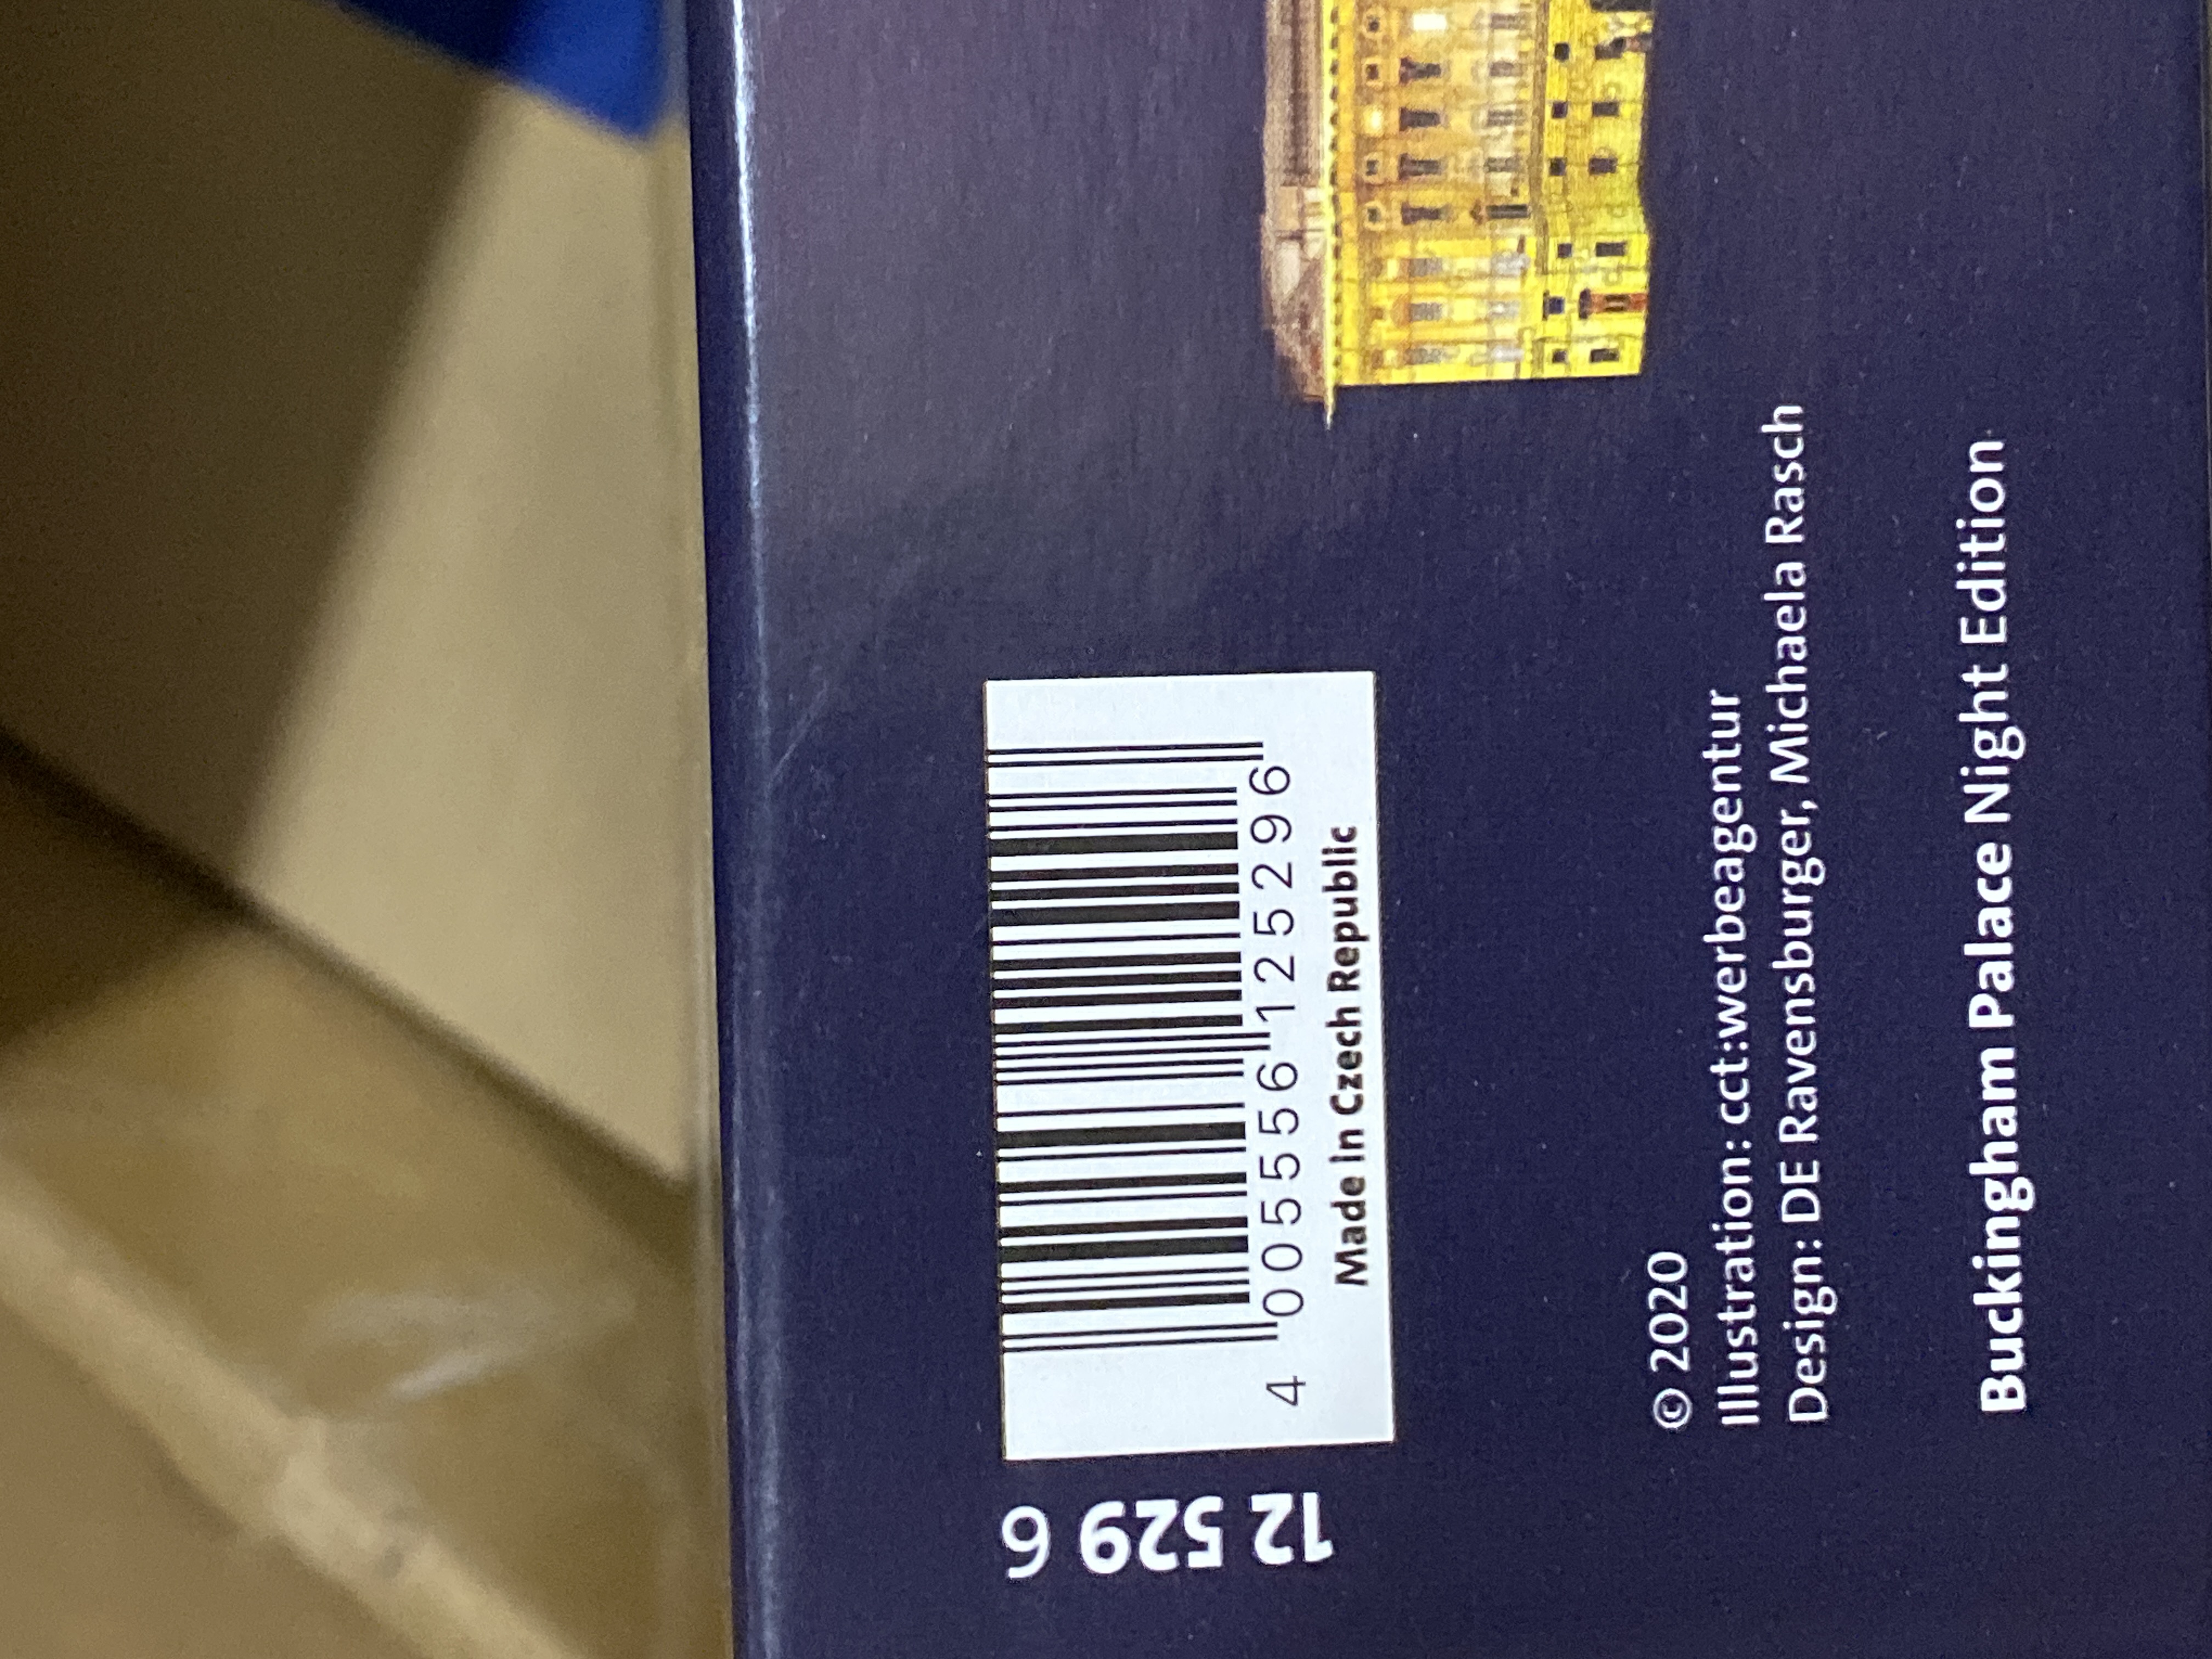 4 005556 125296
Made in Czech Republic
12 529 6
© 2020
Illustration: cct:werbeagentur
Design: DE Ravensburger, Michaela Rasch
Buckingham Palace Night Edition